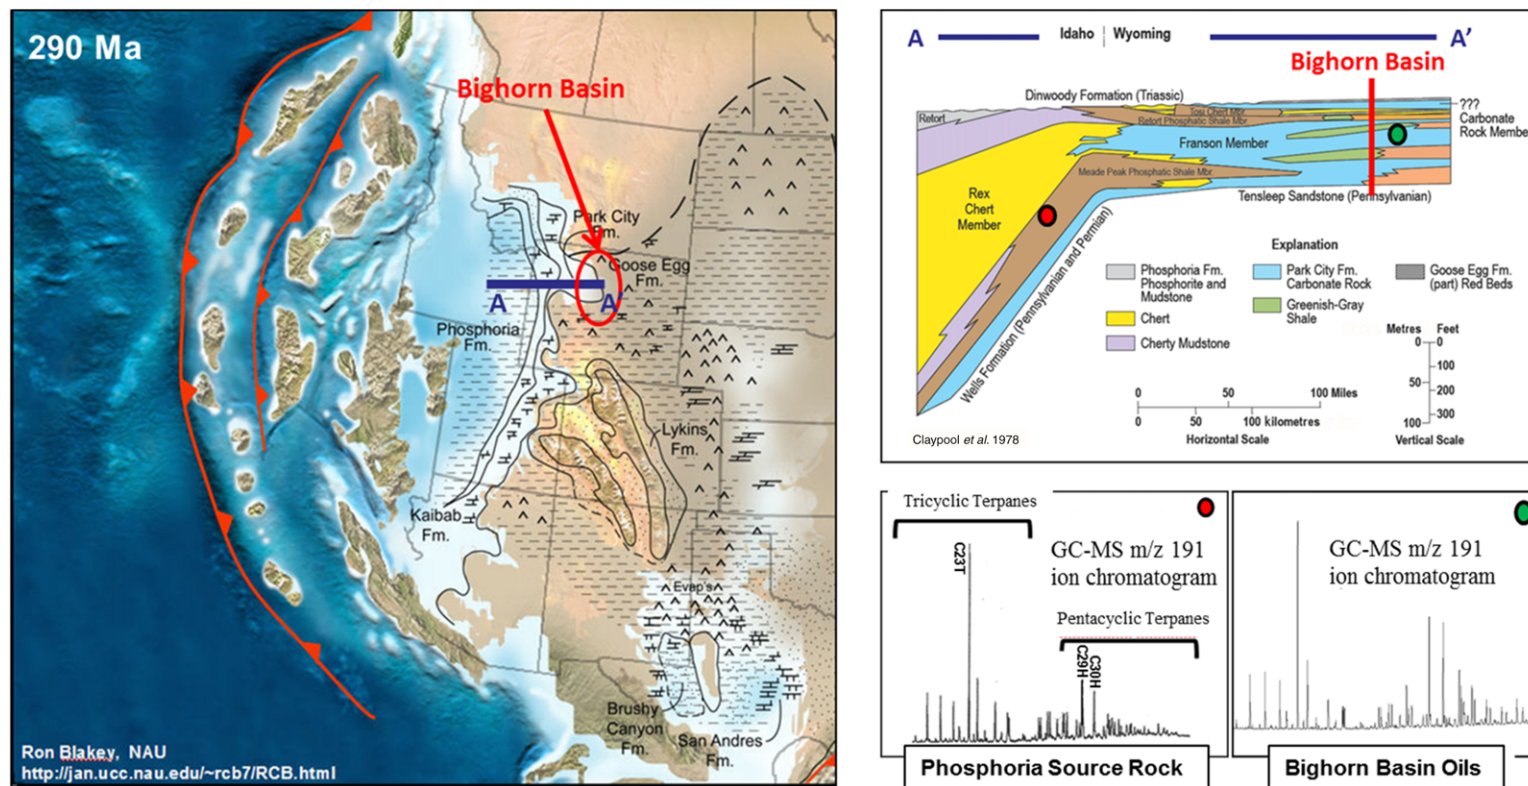 290 Ma
Bighorn Basin
Park City
Fm.
Goose Egg
Fm.
A
A'
Phosphoria
Fm.
Lykins
Fm.
Kaibab
Fm.
Evap's
Brushy
Canyon
Fm.
San Andres
Fm.
Ron Blakey, NAU
http://jan.ucc.nau.edu/~rcb7/RCB.html
A
Idaho
Wyoming
A'
Bighorn Basin
Dinwoody Formation (Triassic)
???
Carbonate
Rock Membe
Retort
Tosi Chert Mbr.
Retort Phosphatic Shale Mbr.
Franson Member
Meade Peak Phosphatic Shale Mbr.
Rex
Chert
Member
Tensleep Sandstone (Pennsylvanian)
Wells Formation (Pennsylvanian and Permian)
Explanation
Phosphoria Fm.
Phosphorite and
Mudstone
Chert
Cherty Mudstone
Park City Fm.
Carbonate Rock
Greenish-Gray
Shale
Goose Egg Fm.
(part) Red Beds
Metres Feet
0 0
100
50
200
300
100
Vertical Scale
0 50 100 Miles
0 50 100 kilometres
Horizontal Scale
Claypool et al. 1978
Tricyclic Terpanes
C23T
GC-MS m/z 191
ion chromatogram
Pentacyclic Terpanes
C29H
C30H
Phosphoria Source Rock
GC-MS m/z 191
ion chromatogram
Bighorn Basin Oils